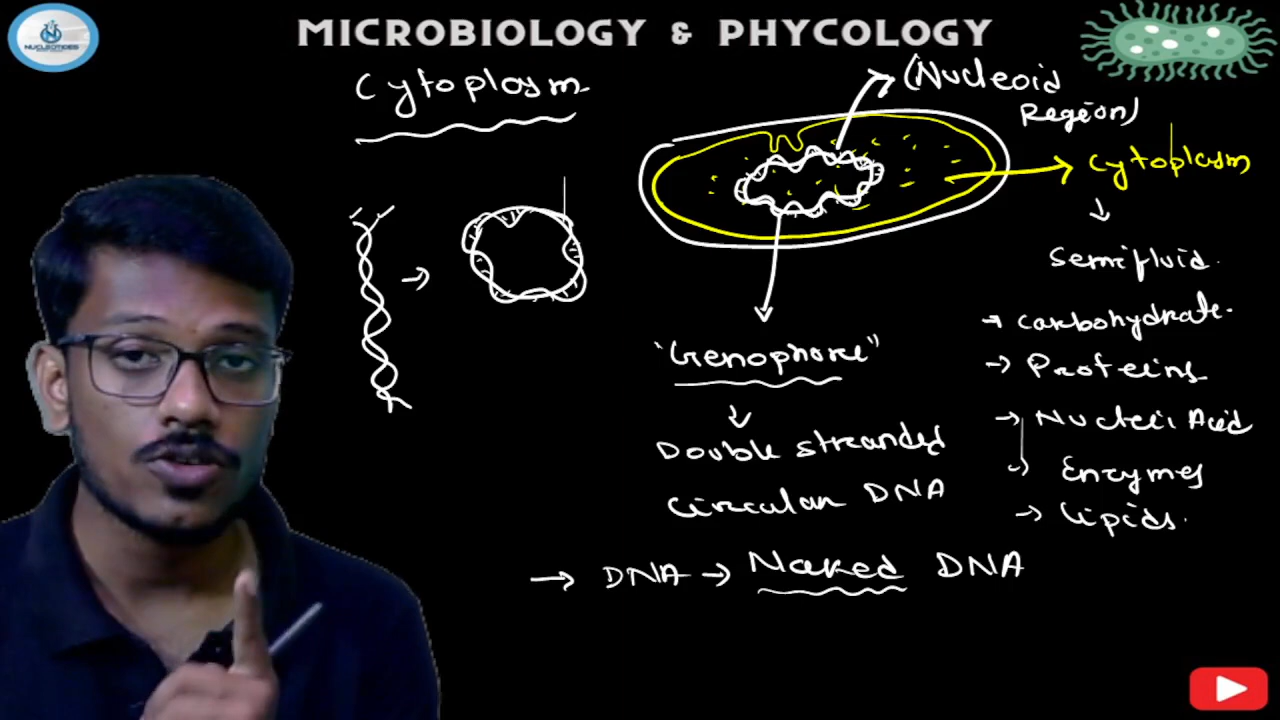 NUCLEOTIDES
MICROBIOLOGY & PHYCOLOGY
Cytoplasm
(Nucleoid
Region)
Cytoplasm
Semifluid.
→ Carbohydrate.
→ Proteins
→ Nucleic Acid
→ Enzymes
→ Lipids.
"Genophore"
Double stranded
Circular DNA
→ DNA → Naked DNA